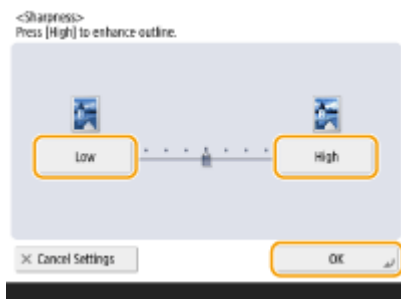 <Sharpness>
Press [High] to enhance outline.
Low
High
× Cancel Settings
OK